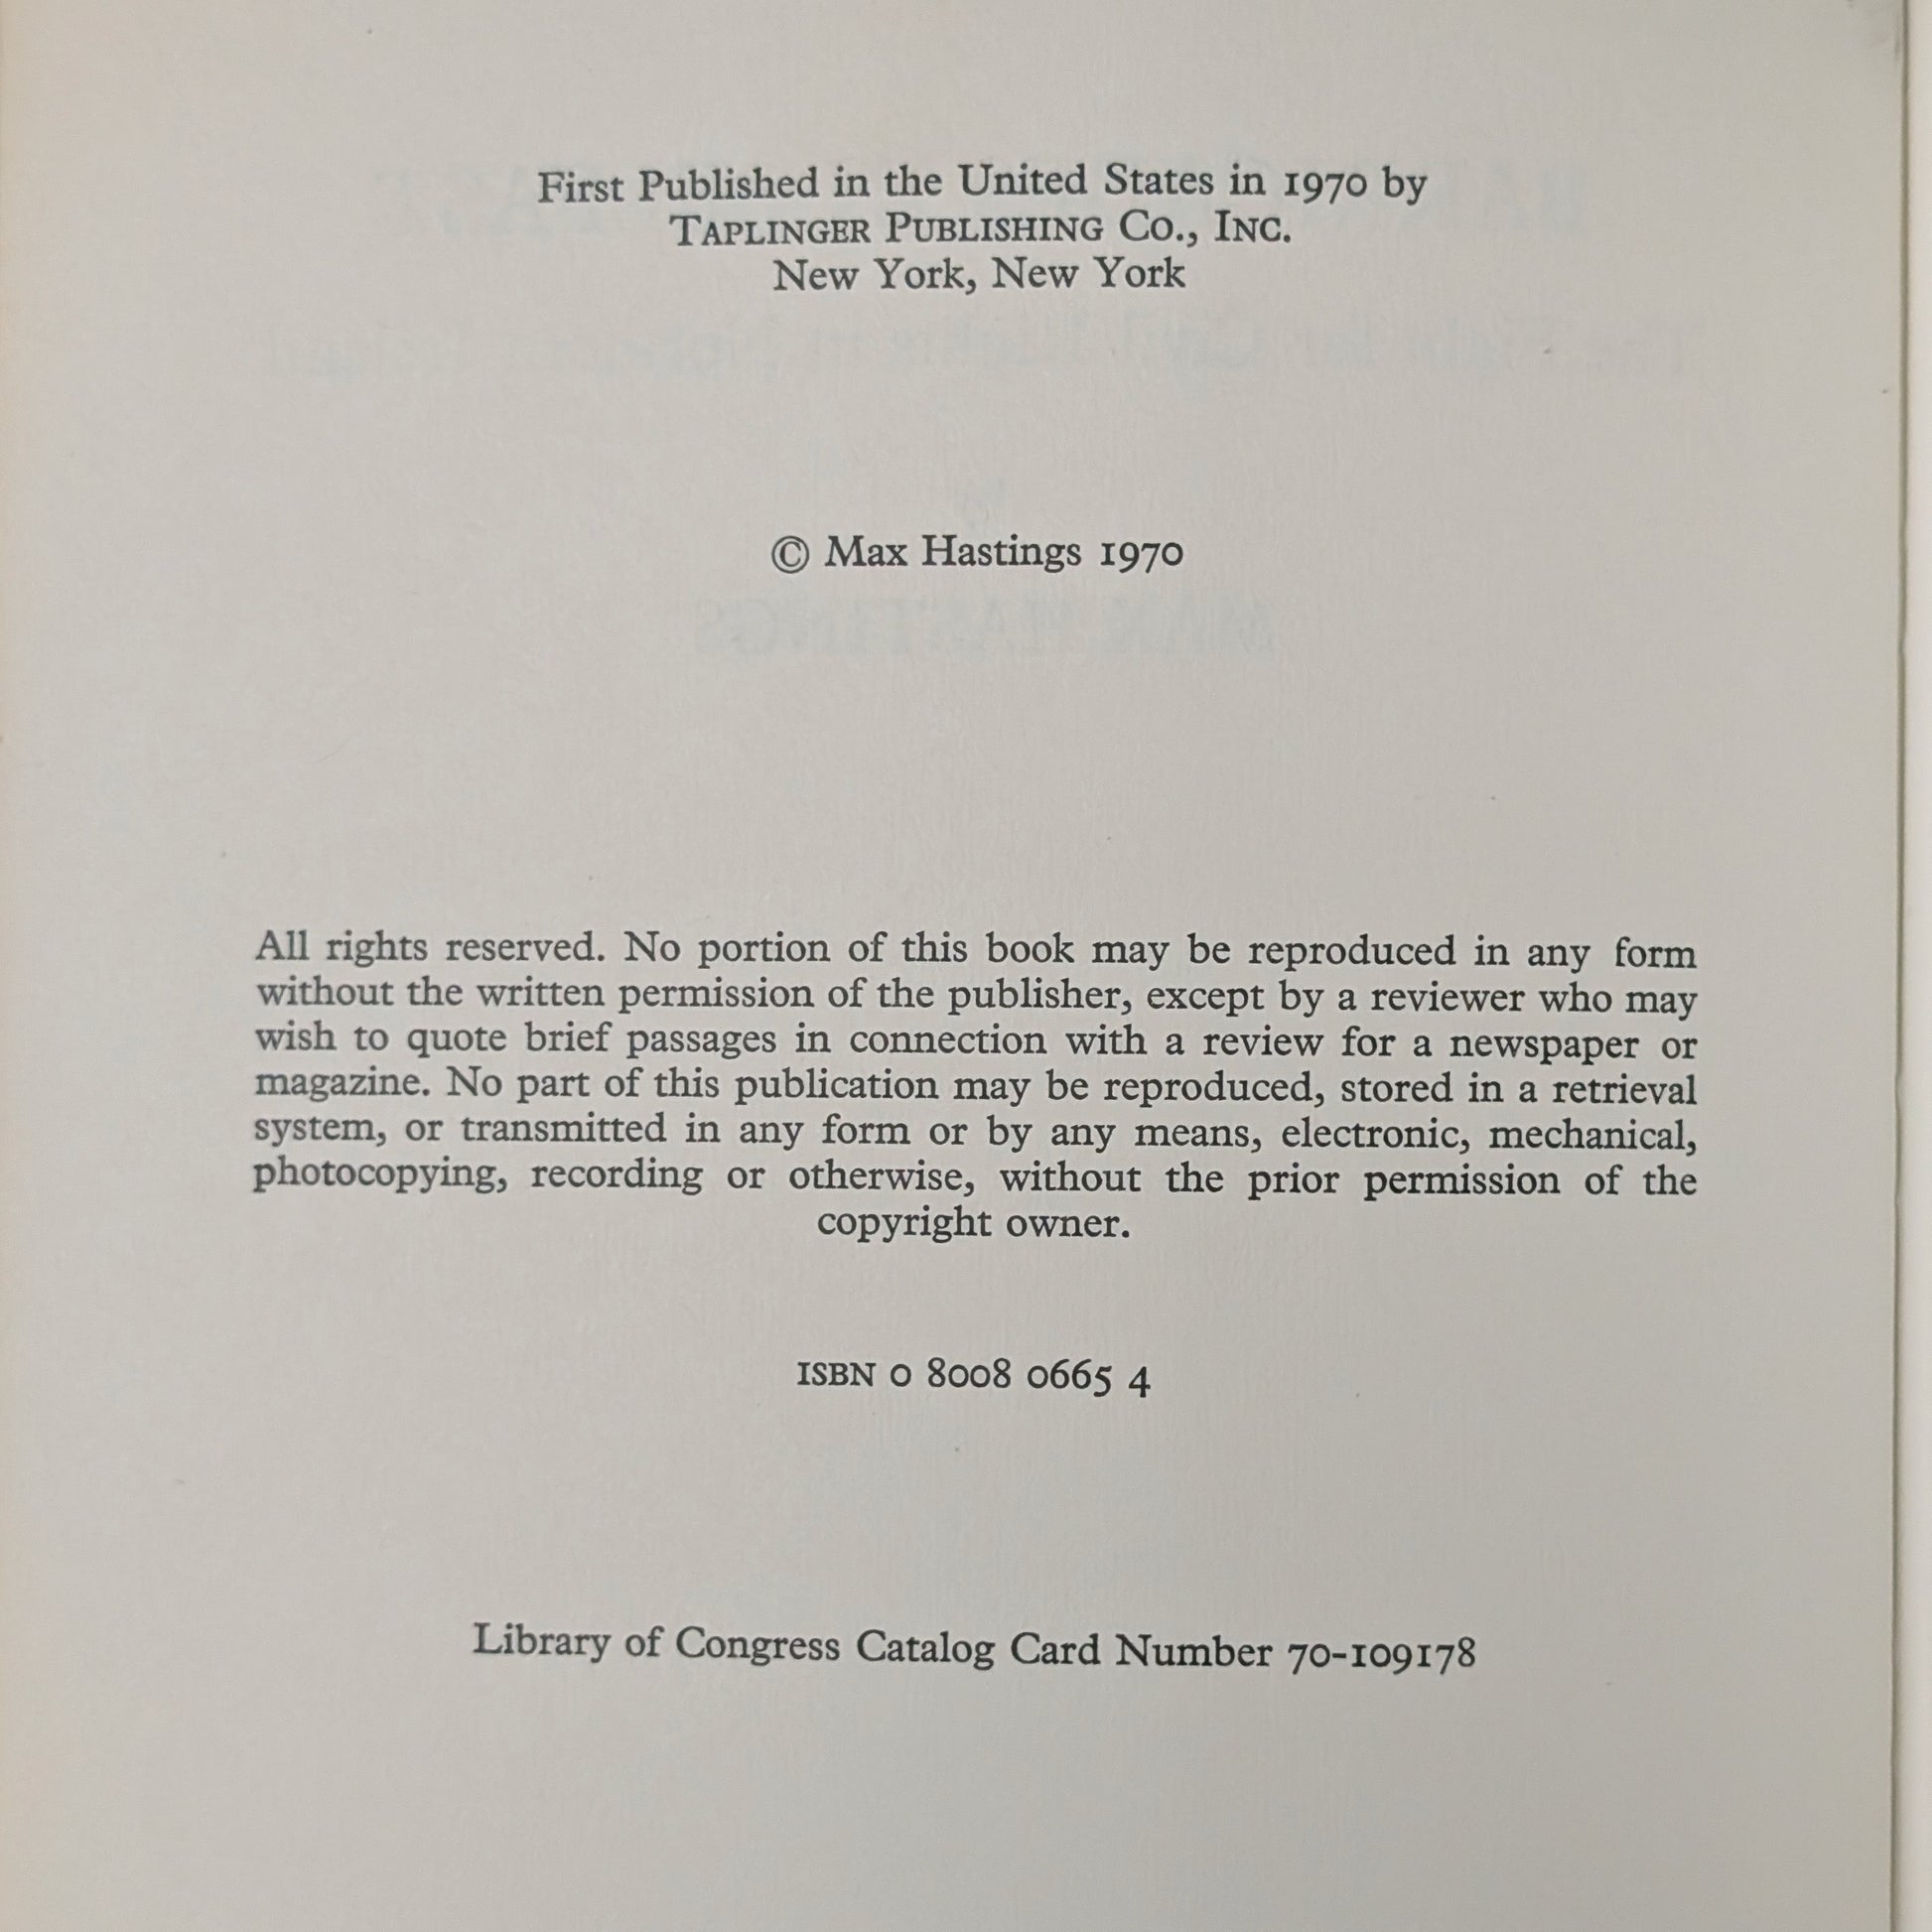 First Published in the United States in 1970 by
TAPLINGER PUBLISHING CO., INC.
New York, New York
© Max Hastings 1970
MAX HASTINGS
All rights reserved. No portion of this book may be reproduced in any form
without the written permission of the publisher, except by a reviewer who may
wish to quote brief passages in connection with a review for a newspaper or
magazine. No part of this publication may be reproduced, stored in a retrieval
system, or transmitted in any form or by any means, electronic, mechanical,
photocopying, recording or otherwise, without the prior permission of the
copyright owner.
ISBN 0 8008 0665 4
Library of Congress Catalog Card Number 70-109178